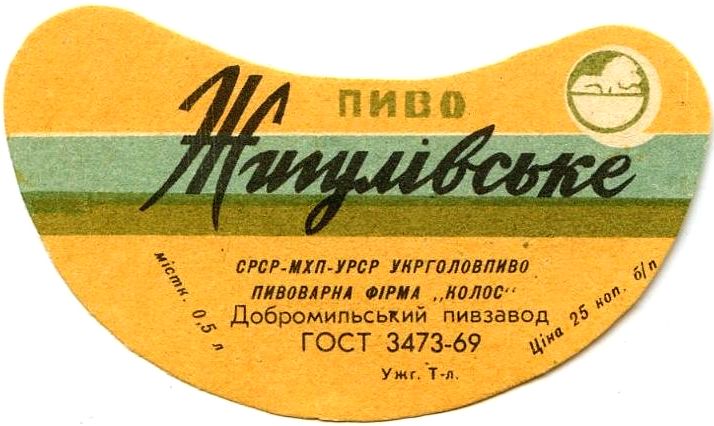 ПИВО
Жигулівське
СРСР-МХП-УРСР УКРГОЛОВПИВО
ПИВОВАРНА ФІРМА „КОЛОС“
Добромильський пивзавод
ГОСТ 3473-69
Ужг. Т-л.
містк. 0,5 л
Ціна 25 коп. б/п